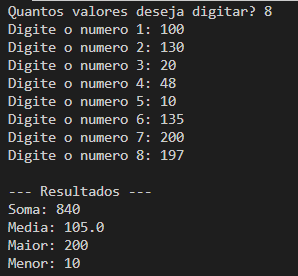 Quantos valores deseja digitar? 8
Digite o numero 1: 100
Digite o numero 2: 130
Digite o numero 3: 20
Digite o numero 4: 48
Digite o numero 5: 10
Digite o numero 6: 135
Digite o numero 7: 200
Digite o numero 8: 197
--- Resultados ---
Soma: 840
Media: 105.0
Maior: 200
Menor: 10